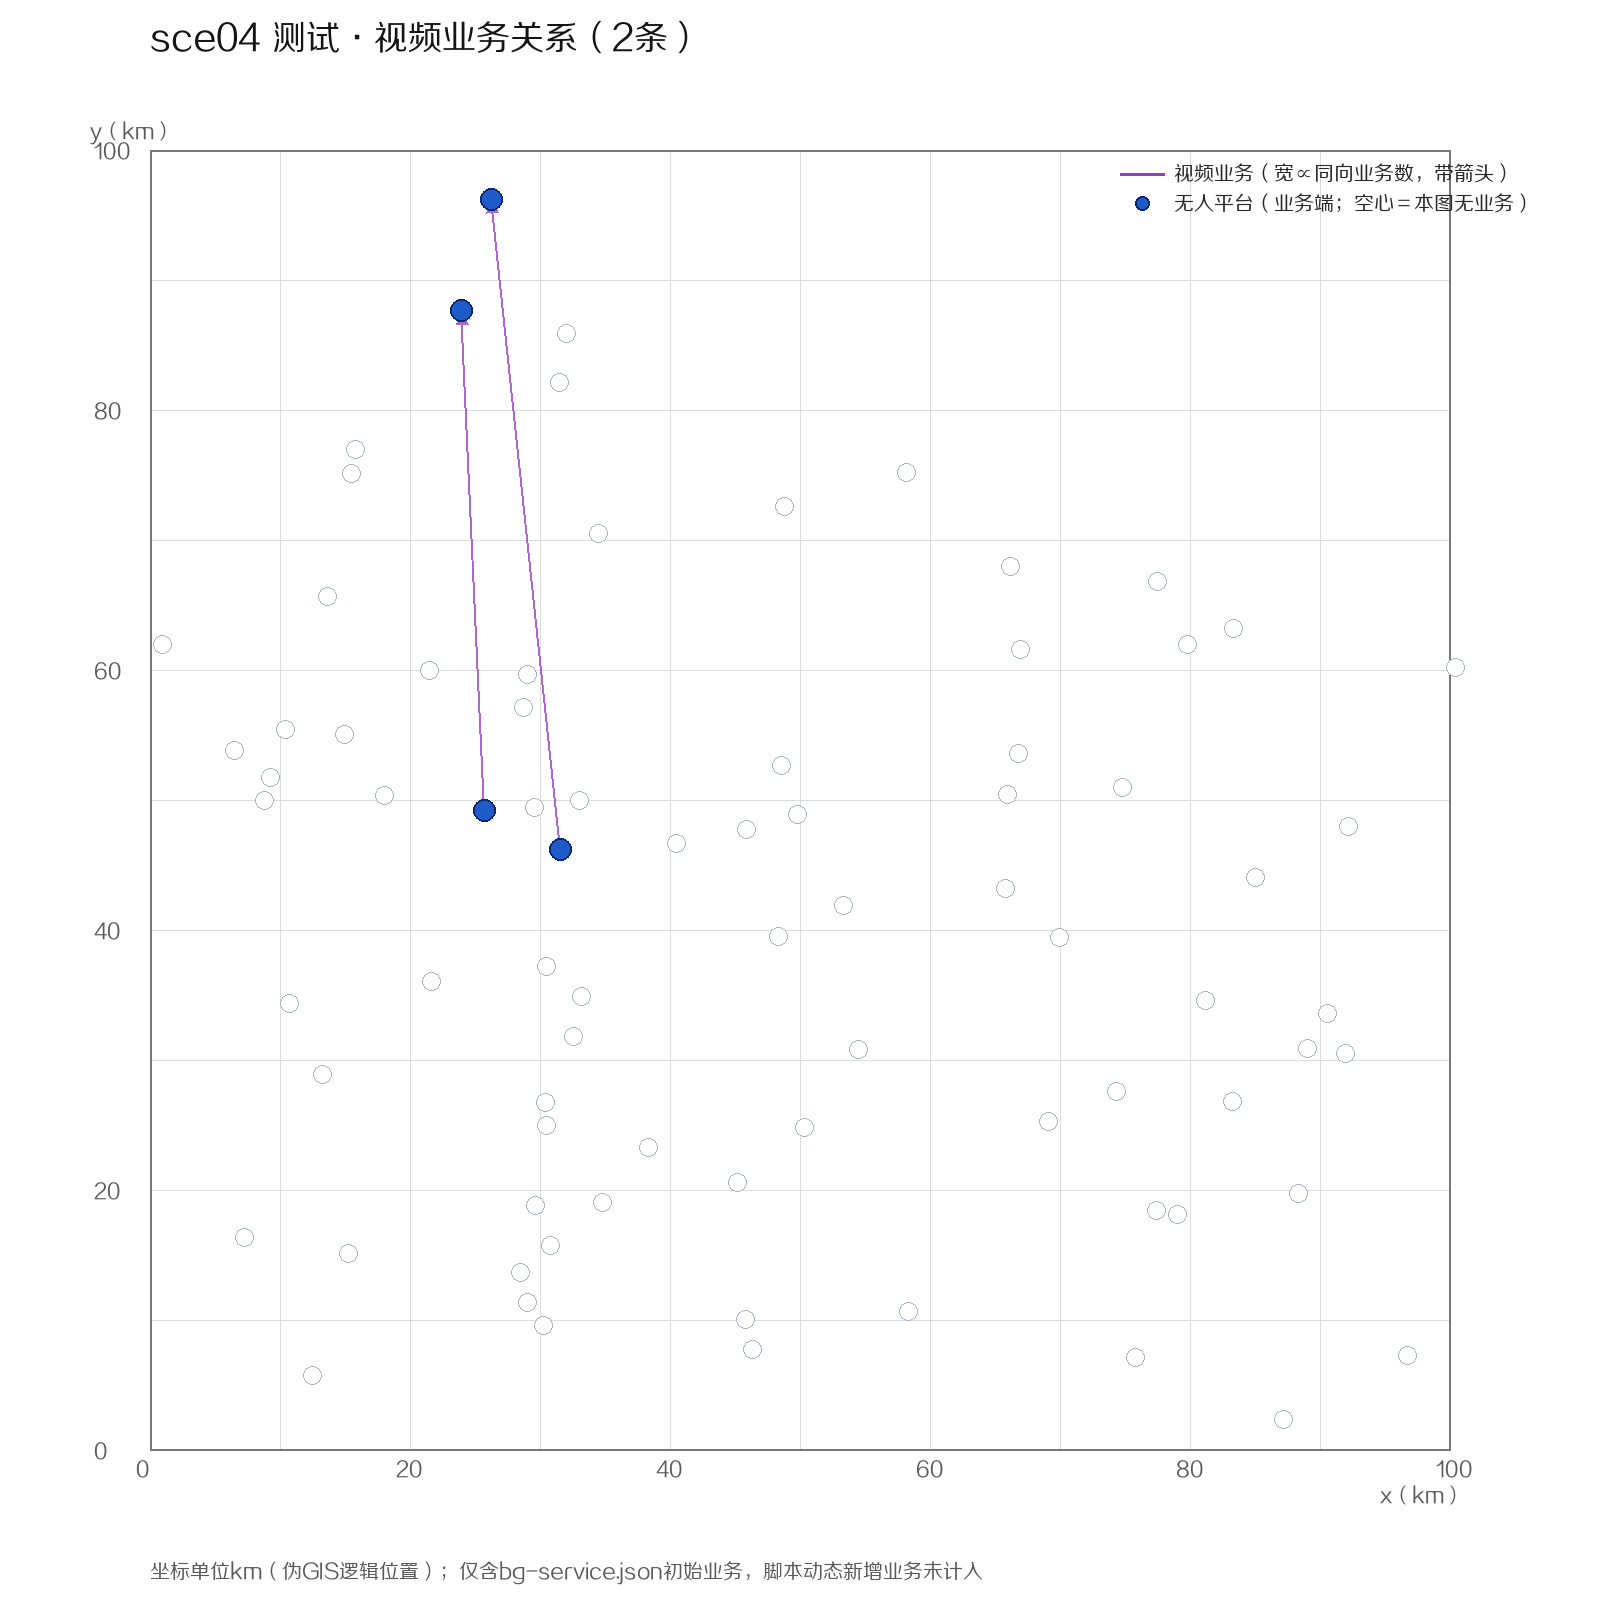 sce04 测试·视频业务关系（2条）
y（km）
100
视频业务（宽∝同向业务数，带箭头）
无人平台（业务端；空心＝本图无业务）
80
60
40
20
0
0 20 40 60 80 100
x（km）
坐标单位km（伪GIS逻辑位置）；仅含bg-service.json初始业务，脚本动态新增业务未计入